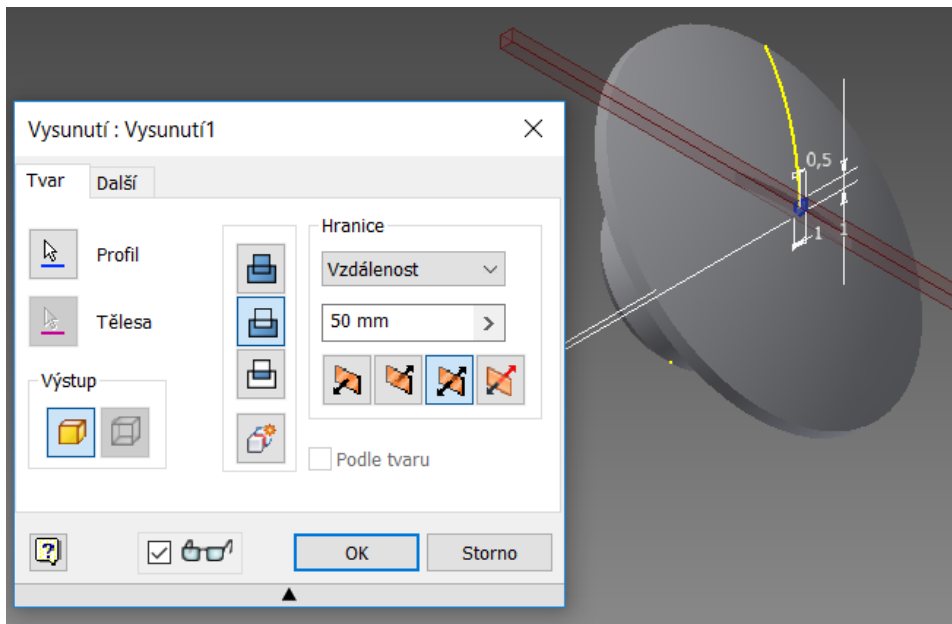 Vysunutí : Vysunutí1
Tvar
Další
Profil
Tělesa
Výstup
Hranice
Vzdálenost
50 mm
Podle tvaru
OK
Storno
0,5
1
1